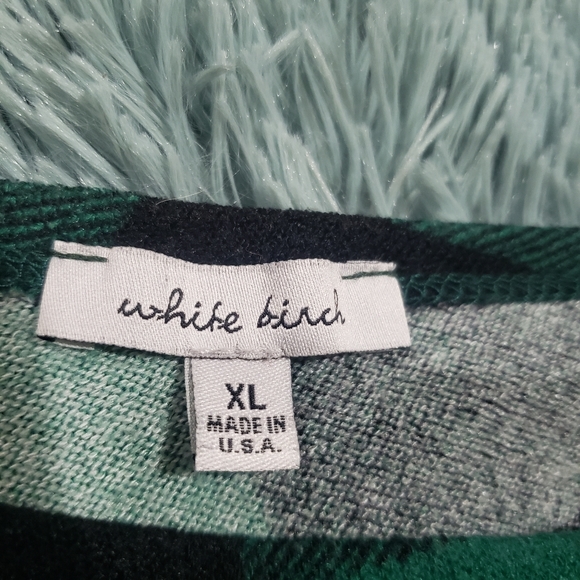 white birch
XL
MADE IN
U.S.A.